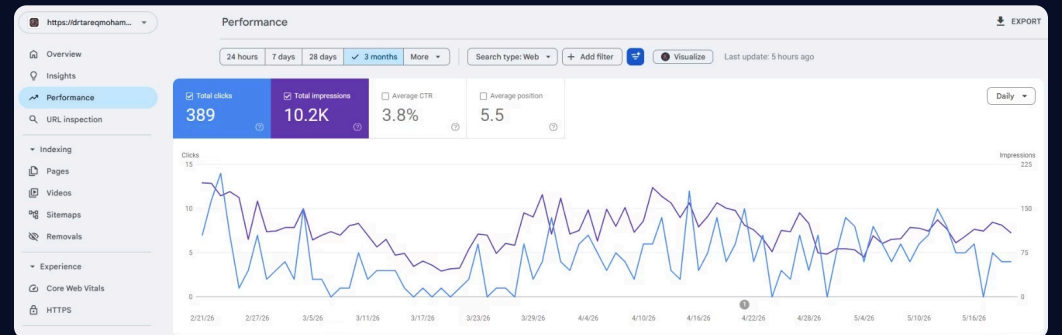 https://drtareqmoham...
Performance
EXPORT
Overview
Insights
Performance
URL inspection
Indexing
Pages
Videos
Sitemaps
Removals
Experience
Core Web Vitals
HTTPS
24 hours 7 days 28 days 3 months More
Search type: Web + Add filter Visualize Last update: 5 hours ago
Total clicks
389
Total impressions
10.2K
Average CTR
3.8%
Average position
5.5
Daily
Clicks
Impressions
15
10
5
0
225
150
75
0
1
2/21/26 2/27/26 3/5/26 3/11/26 3/17/26 3/23/26 3/29/26 4/4/26 4/10/26 4/16/26 4/22/26 4/28/26 5/4/26 5/10/26 5/16/26